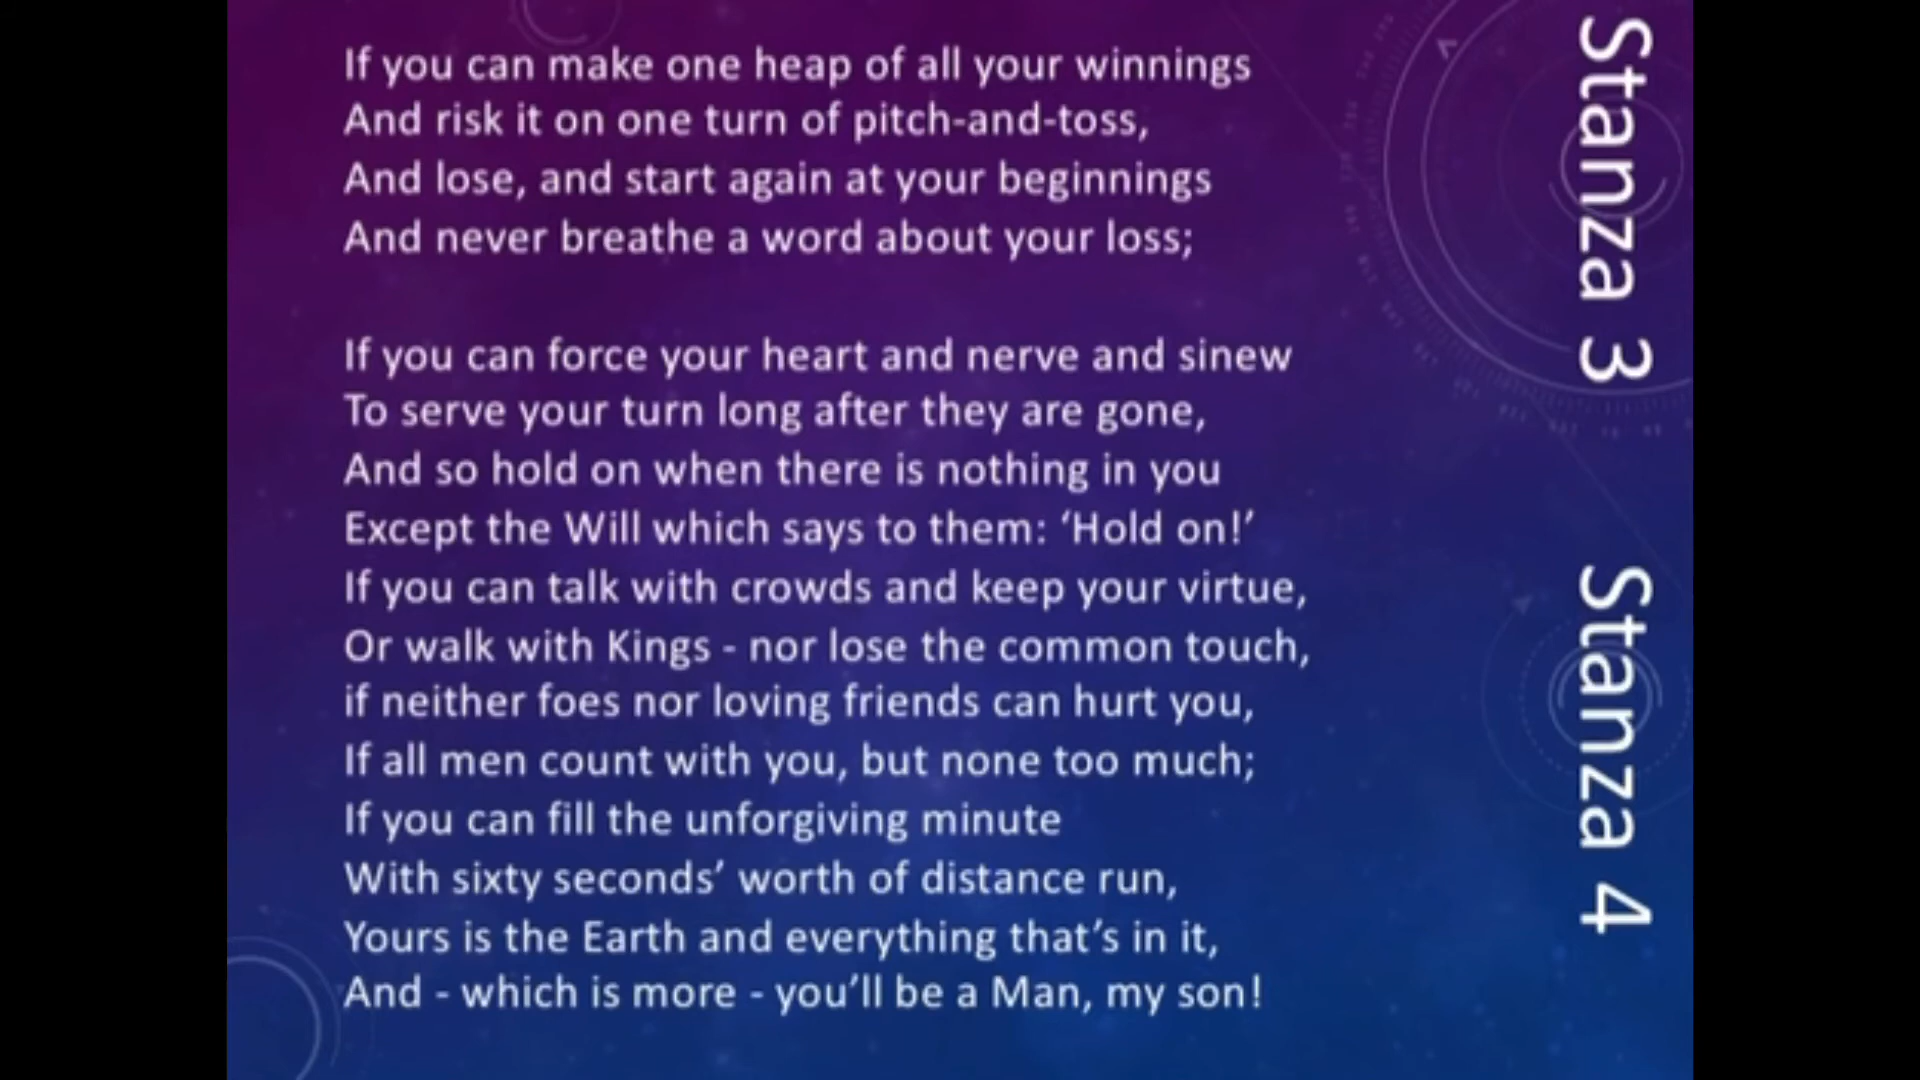 If you can make one heap of all your winnings
And risk it on one turn of pitch-and-toss,
And lose, and start again at your beginnings
And never breathe a word about your loss;
If you can force your heart and nerve and sinew
To serve your turn long after they are gone,
And so hold on when there is nothing in you
Except the Will which says to them: ‘Hold on!’
If you can talk with crowds and keep your virtue,
Or walk with Kings - nor lose the common touch,
if neither foes nor loving friends can hurt you,
If all men count with you, but none too much;
If you can fill the unforgiving minute
With sixty seconds’ worth of distance run,
Yours is the Earth and everything that’s in it,
And - which is more - you’ll be a Man, my son!
Stanza 3
Stanza 4